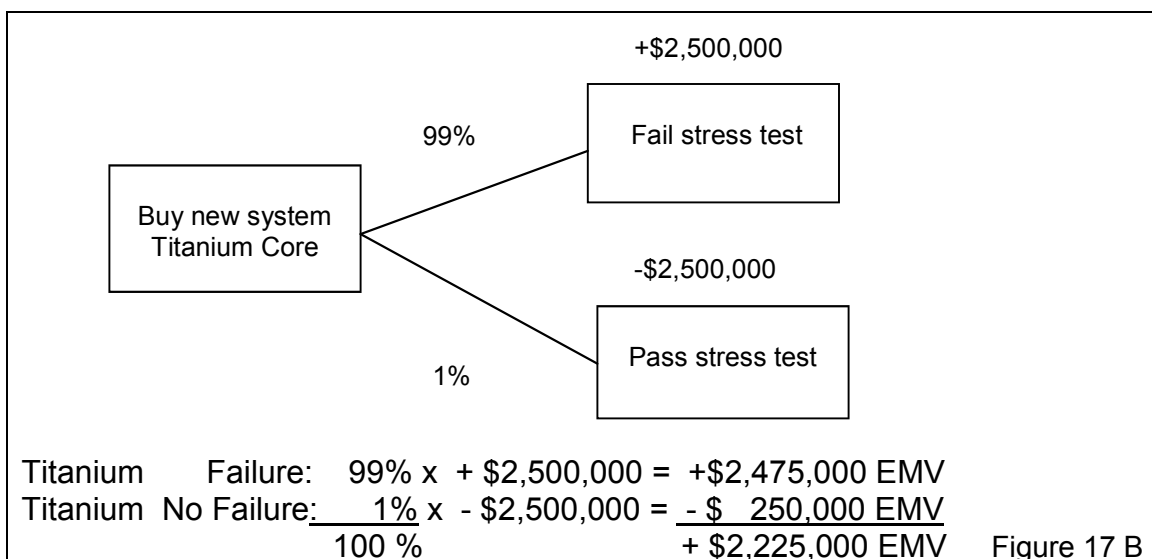 +$2,500,000
99%
Fail stress test
Buy new system
Titanium Core
-$2,500,000
1%
Pass stress test
Titanium Failure: 99% x + $2,500,000 = +$2,475,000 EMV
Titanium No Failure: 1% x - $2,500,000 = - $ 250,000 EMV
100 % + $2,225,000 EMV Figure 17 B